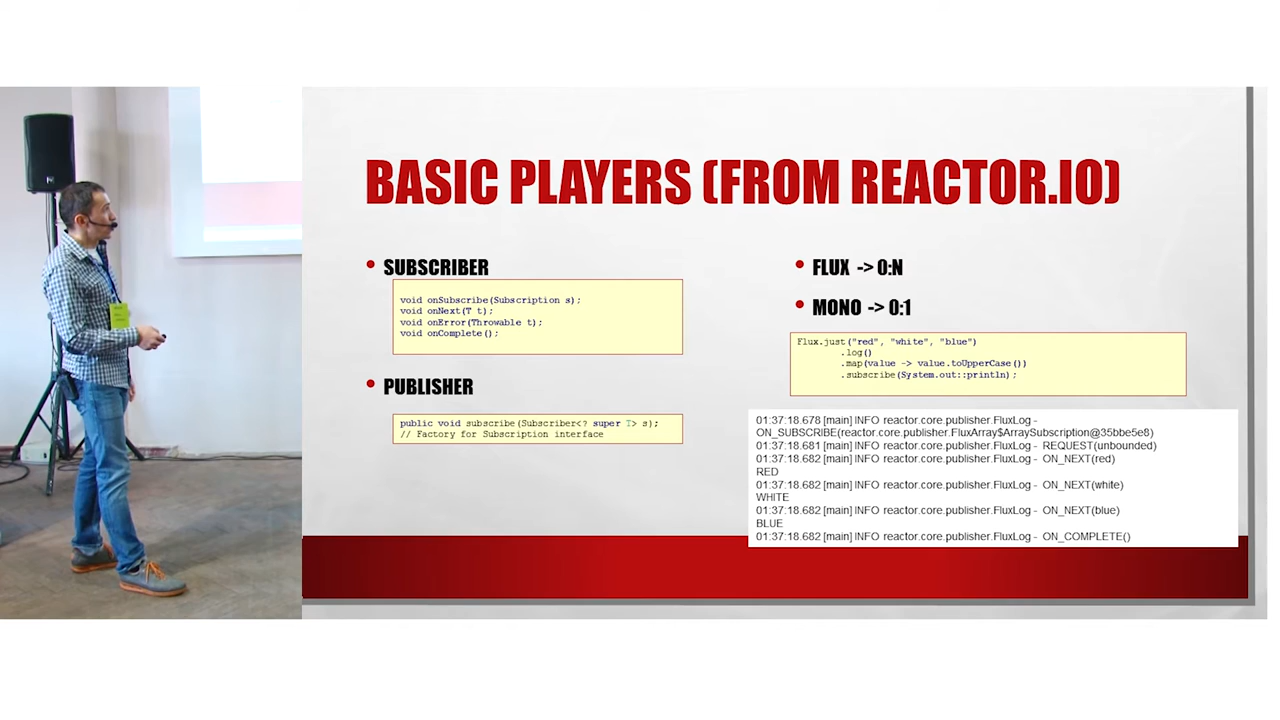 BASIC PLAYERS (FROM REACTOR.IO)
• SUBSCRIBER
void onSubscribe(Subscription s);
void onNext(T t);
void onError(Throwable t);
void onComplete();
• PUBLISHER
public void subscribe(Subscriber<? super T> s);
// Factory for Subscription interface
• FLUX -> 0:N
• MONO -> 0:1
Flux.just("red", "white", "blue")
.log()
.map(value -> value.toUpperCase())
.subscribe(System.out::println);
01:37:18.678 [main] INFO reactor.core.publisher.FluxLog -
ON_SUBSCRIBE(reactor.core.publisher.FluxArray$ArraySubscription@35bbe5e8)
01:37:18.681 [main] INFO reactor.core.publisher.FluxLog - REQUEST(unbounded)
01:37:18.682 [main] INFO reactor.core.publisher.FluxLog - ON_NEXT(red)
RED
01:37:18.682 [main] INFO reactor.core.publisher.FluxLog - ON_NEXT(white)
WHITE
01:37:18.682 [main] INFO reactor.core.publisher.FluxLog - ON_NEXT(blue)
BLUE
01:37:18.682 [main] INFO reactor.core.publisher.FluxLog - ON_COMPLETE()